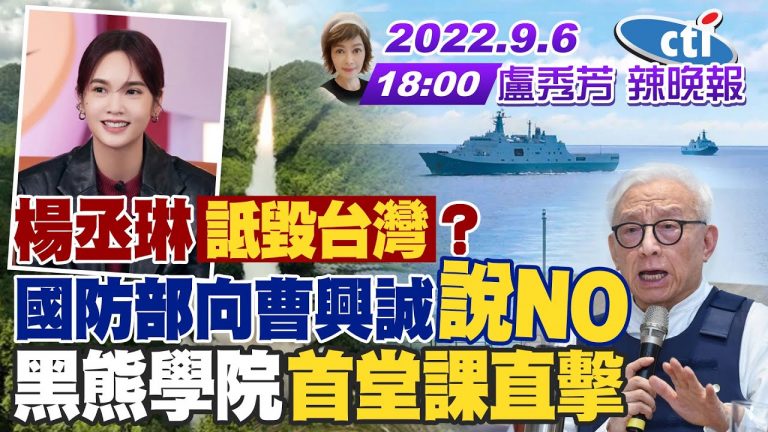 2022.9.6
cti
18:00 盧秀芳 辣晚報
楊丞琳詆毀台灣？
國防部向曹興誠說NO
黑熊學院首堂課直擊